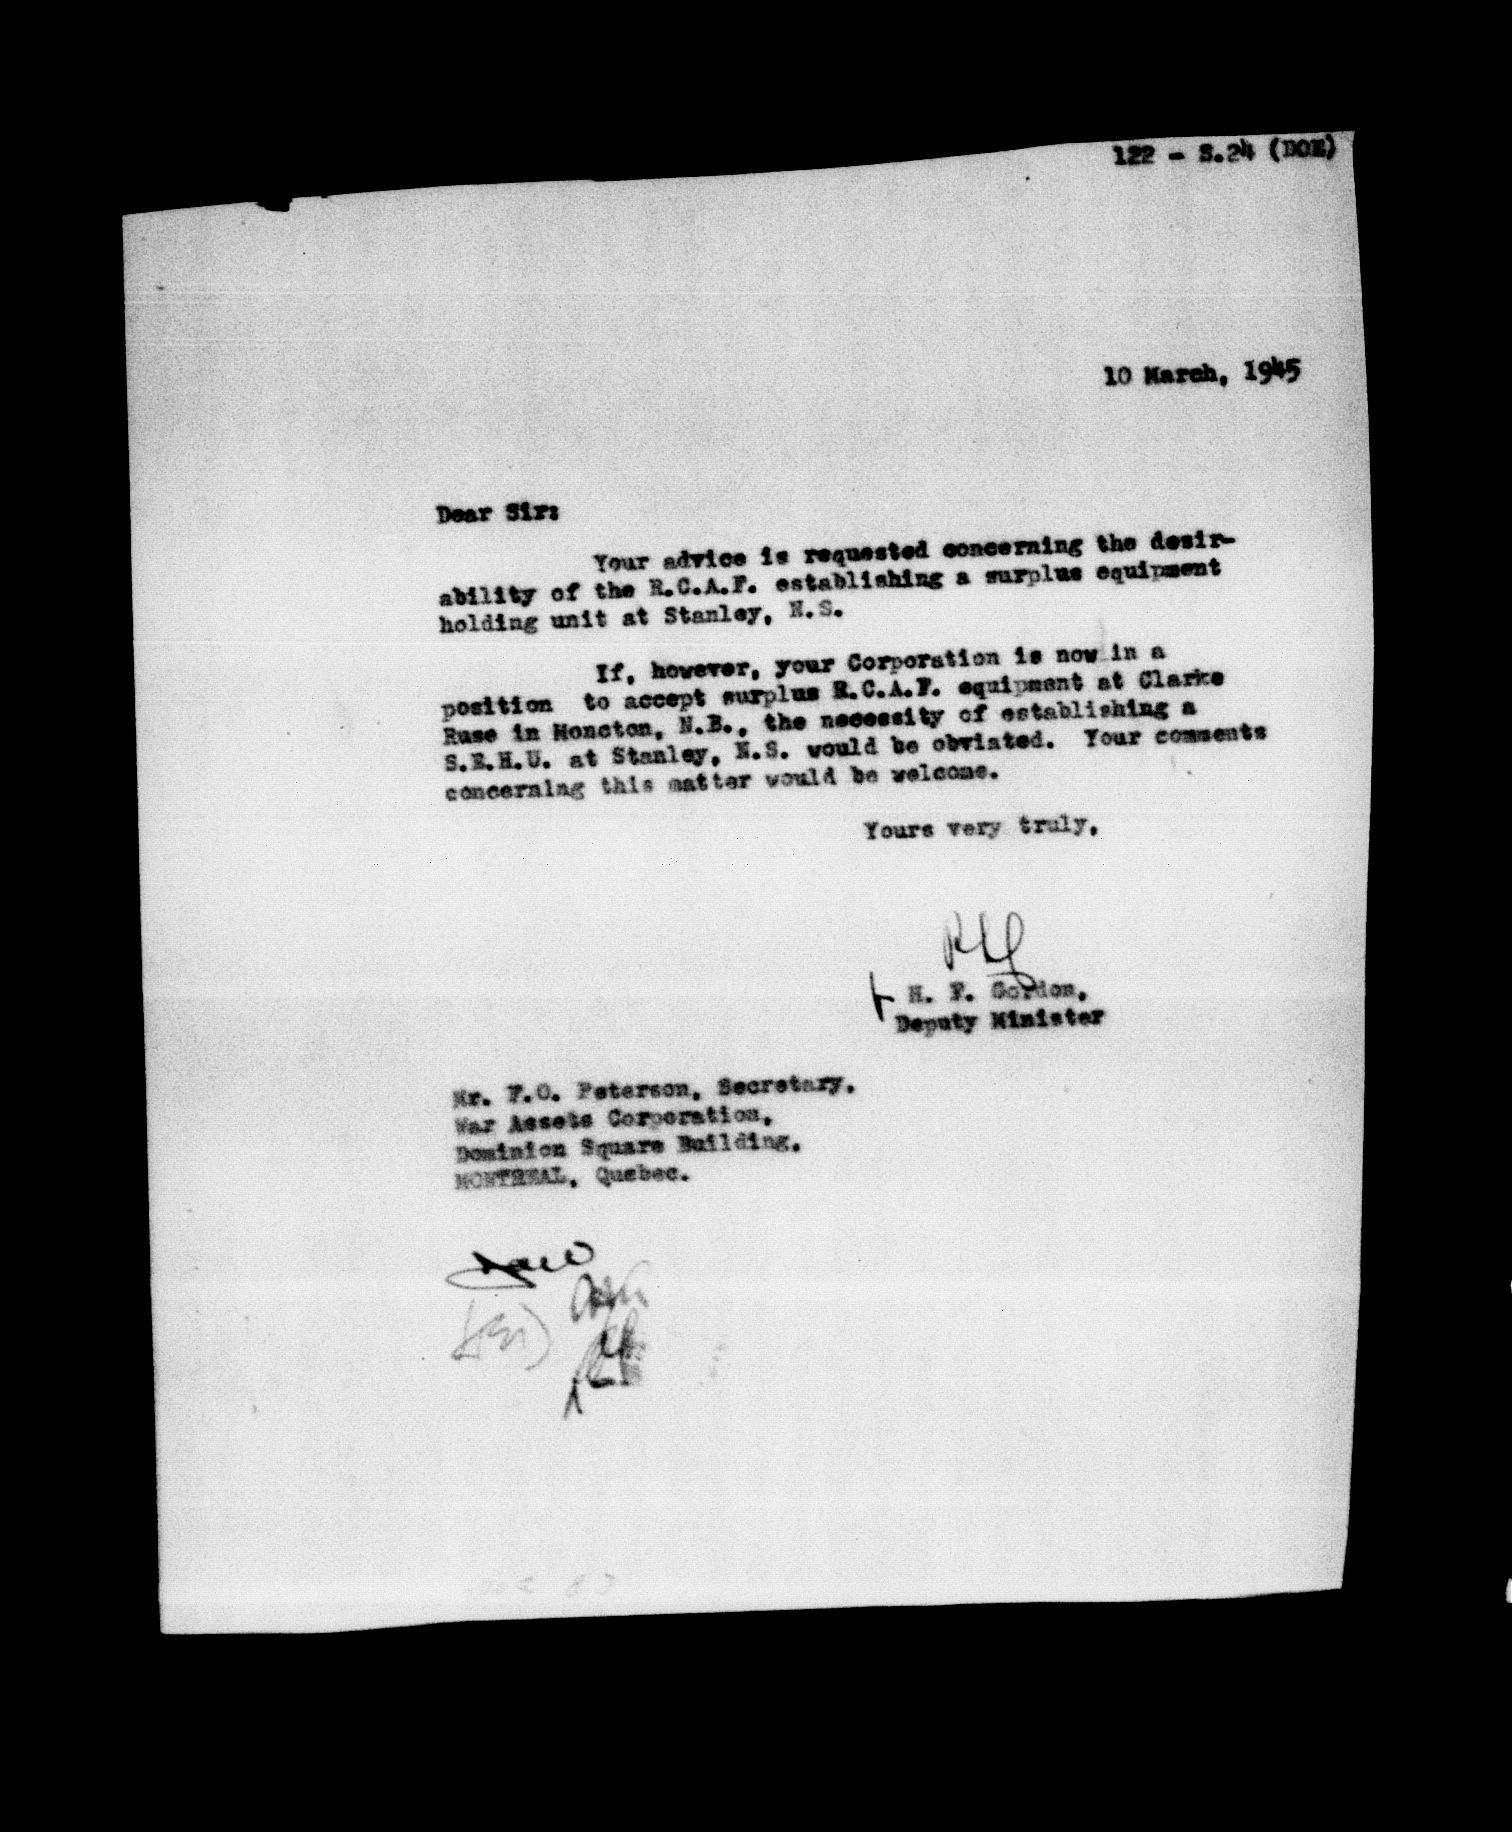 122 - S.24 (DOE)
10 March, 1945
Dear Sir:
Your advice is requested concerning the desir-
ability of the R.C.A.F. establishing a surplus equipment
holding unit at Stanley, N.S.
If, however, your Corporation is now in a
position to accept surplus R.C.A.F. equipment at Clarke
Ruse in Moncton, N.B., the necessity of establishing a
S.E.H.U. at Stanley, N.S. would be obviated. Your comments
concerning this matter would be welcome.
Yours very truly,
H. F. Gordon,
Deputy Minister
Mr. F.O. Peterson, Secretary,
War Assets Corporation,
Dominion Square Building,
MONTREAL, Quebec.